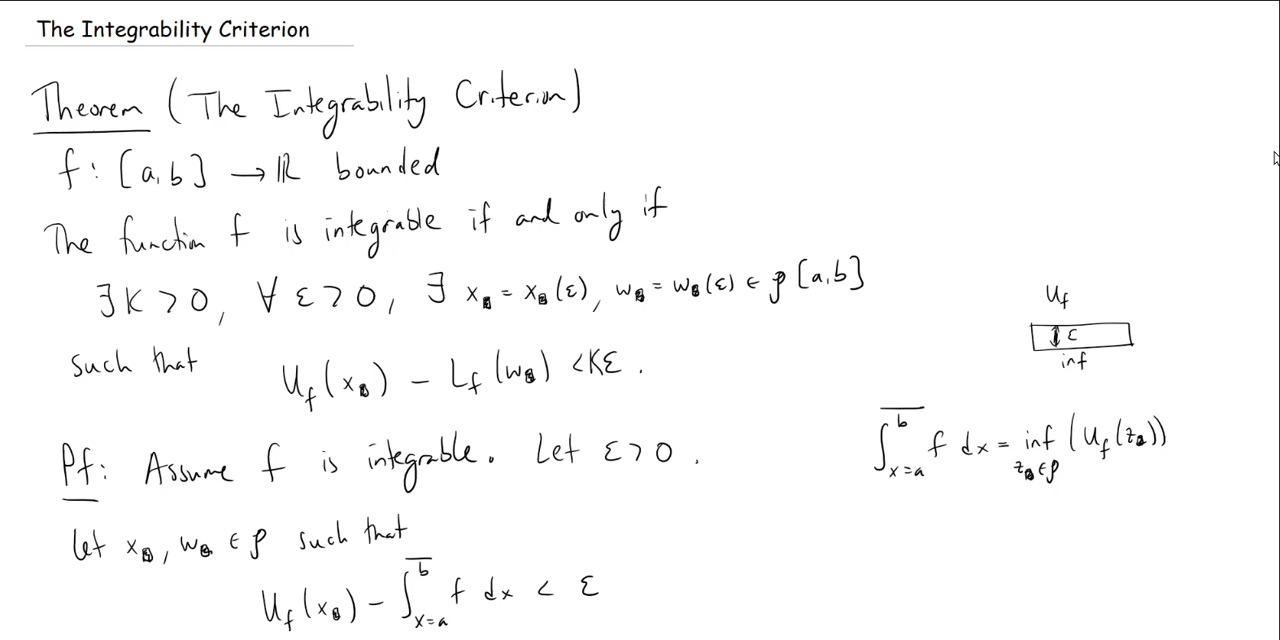 The Integrability Criterion
Theorem (The Integrability Criterion)
f: [a,b] → ℝ bounded
The function f is integrable if and only if
∃ K > 0, ∀ ε > 0, ∃ x▪ = x▪(ε), w▪ = w▪(ε) ∈ 𝒫[a,b]
such that U_f(x▪) − L_f(w▪) < Kε.
Pf: Assume f is integrable. Let ε > 0.
Let x▪, w▪ ∈ 𝒫 such that
U_f(x▪) − ∫_{x=a}^{\overline{b}} f dx < ε
U_f
ε
inf
∫_{x=a}^{\overline{b}} f dx = inf_{z▪∈𝒫} (U_f(z▪))